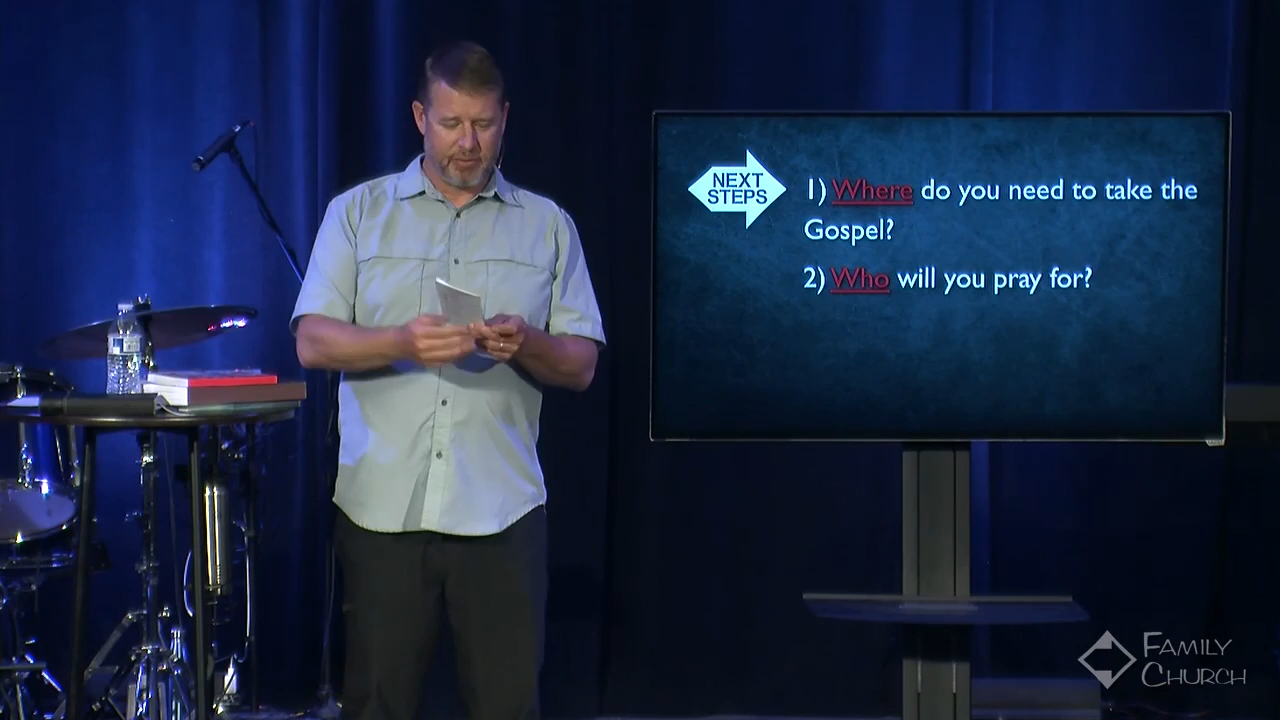 NEXT
STEPS
1) Where do you need to take the
Gospel?
2) Who will you pray for?
FAMILY
CHURCH